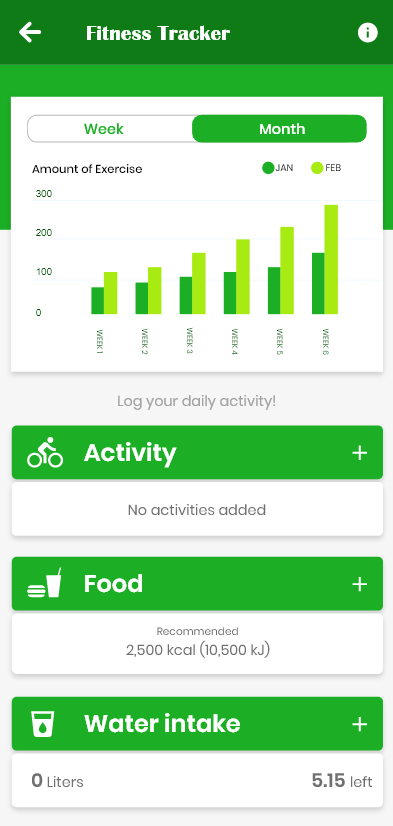 Fitness Tracker
Week Month
Amount of Exercise JAN FEB
300
200
100
0
WEEK 1 WEEK 2 WEEK 3 WEEK 4 WEEK 5 WEEK 6
Log your daily activity!
Activity +
No activities added
Food +
Recommended
2,500 kcal (10,500 kJ)
Water intake +
0 Liters 5.15 left